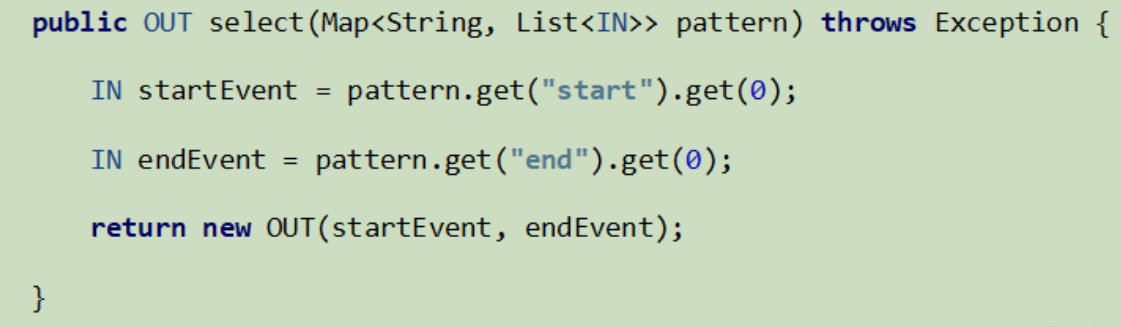 public OUT select(Map<String, List<IN>> pattern) throws Exception {
IN startEvent = pattern.get("start").get(0);
IN endEvent = pattern.get("end").get(0);
return new OUT(startEvent, endEvent);
}